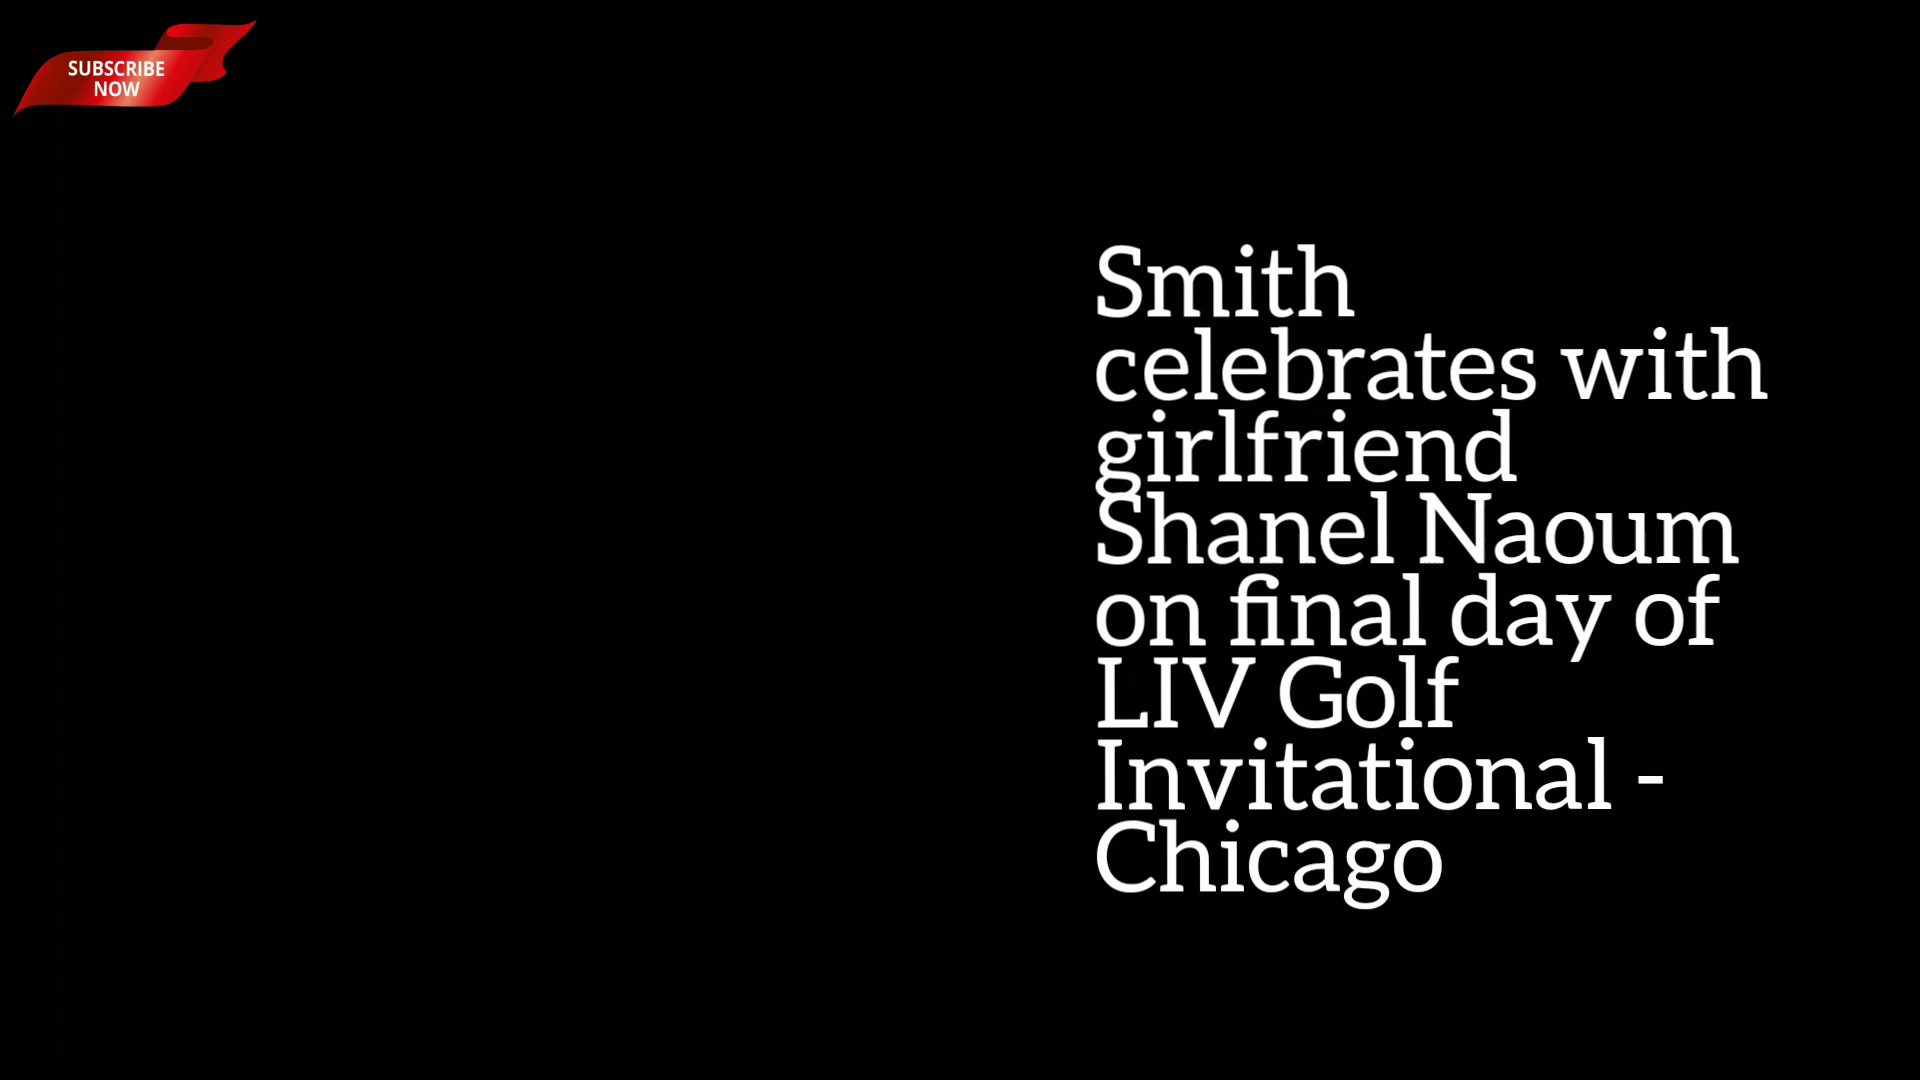 SUBSCRIBE
NOW
Smith
celebrates with
girlfriend
Shanel Naoum
on final day of
LIV Golf
Invitational -
Chicago